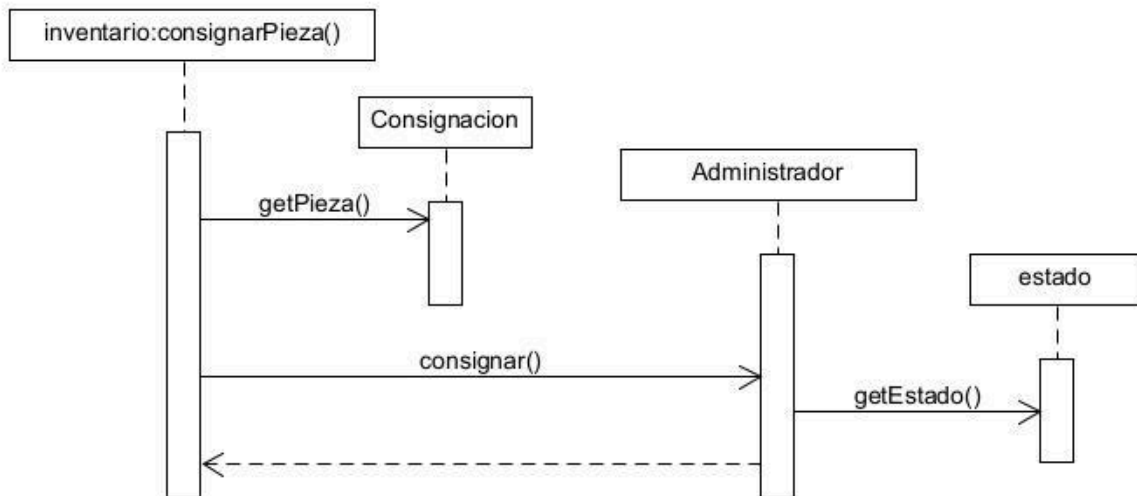 inventario:consignarPieza()
Consignacion
Administrador
getPieza()
estado
consignar()
getEstado()